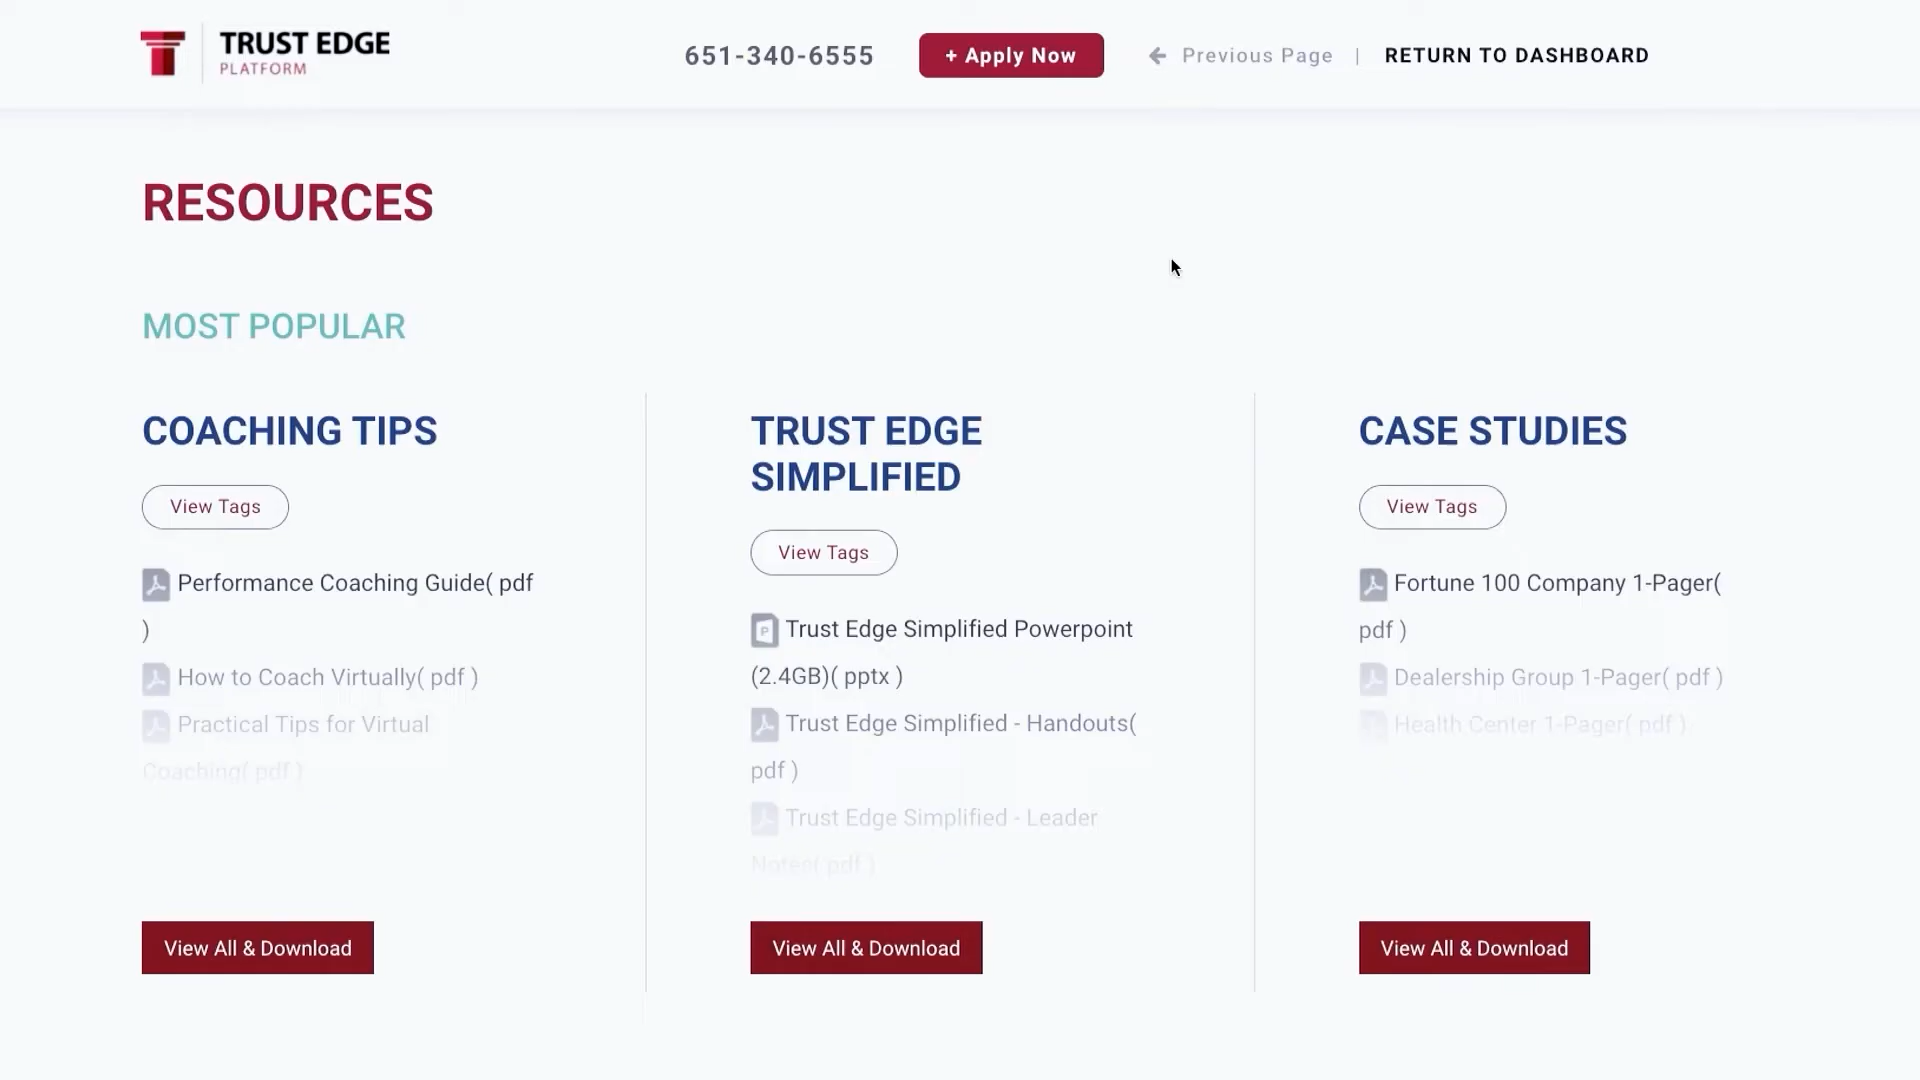 TRUST EDGE
PLATFORM
651-340-6555
+ Apply Now
Previous Page | RETURN TO DASHBOARD
RESOURCES
MOST POPULAR
COACHING TIPS
View Tags
Performance Coaching Guide( pdf
)
How to Coach Virtually( pdf )
Practical Tips for Virtual
Coaching( pdf )
View All & Download
TRUST EDGE
SIMPLIFIED
View Tags
P
Trust Edge Simplified Powerpoint
(2.4GB)( pptx )
Trust Edge Simplified - Handouts(
pdf )
Trust Edge Simplified - Leader
Notes( pdf )
View All & Download
CASE STUDIES
View Tags
Fortune 100 Company 1-Pager(
pdf )
Dealership Group 1-Pager( pdf )
Health Center 1-Pager( pdf )
View All & Download